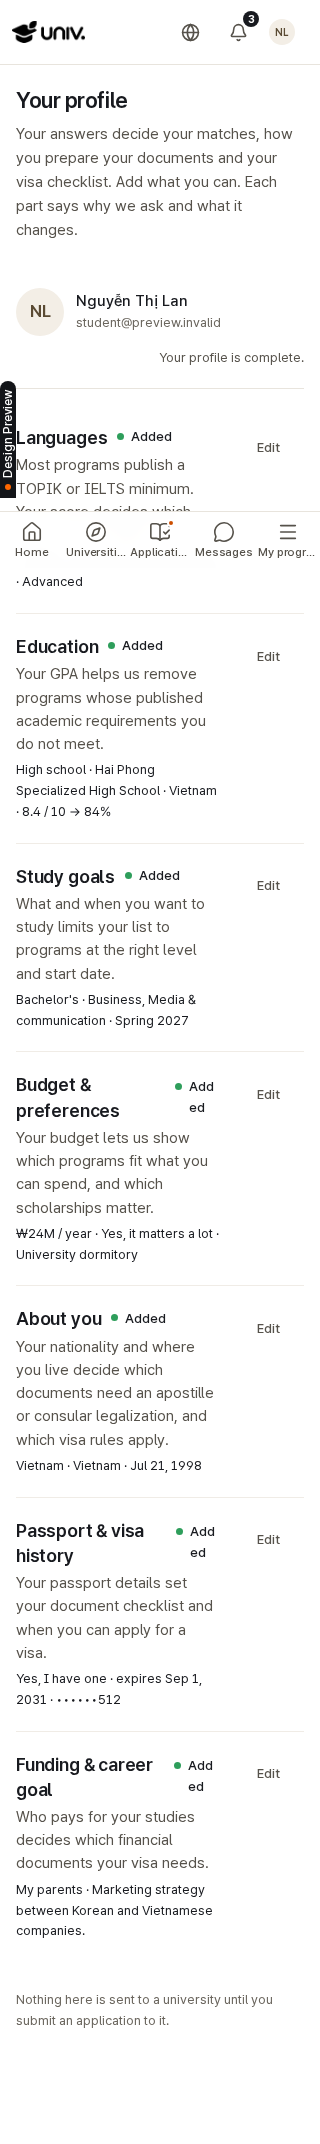 UNIV.
3
NL
Your profile
Your answers decide your matches, how
you prepare your documents and your
visa checklist. Add what you can. Each
part says why we ask and what it
changes.
NL
Nguyễn Thị Lan
student@preview.invalid
Your profile is complete.
Design Preview
Languages
Added
Edit
Most programs publish a
TOPIK or IELTS minimum.
Home
Universiti...
Applicati...
Messages
My progr...
· Advanced
Education
Added
Edit
Your GPA helps us remove
programs whose published
academic requirements you
do not meet.
High school · Hai Phong
Specialized High School · Vietnam
· 8.4 / 10 → 84%
Study goals
Added
Edit
What and when you want to
study limits your list to
programs at the right level
and start date.
Bachelor's · Business, Media &
communication · Spring 2027
Budget &
preferences
Add
ed
Edit
Your budget lets us show
which programs fit what you
can spend, and which
scholarships matter.
₩24M / year · Yes, it matters a lot ·
University dormitory
About you
Added
Edit
Your nationality and where
you live decide which
documents need an apostille
or consular legalization, and
which visa rules apply.
Vietnam · Vietnam · Jul 21, 1998
Passport & visa
history
Add
ed
Edit
Your passport details set
your document checklist and
when you can apply for a
visa.
Yes, I have one · expires Sep 1,
2031 · ••••••512
Funding & career
goal
Add
ed
Edit
Who pays for your studies
decides which financial
documents your visa needs.
My parents · Marketing strategy
between Korean and Vietnamese
companies.
Nothing here is sent to a university until you
submit an application to it.